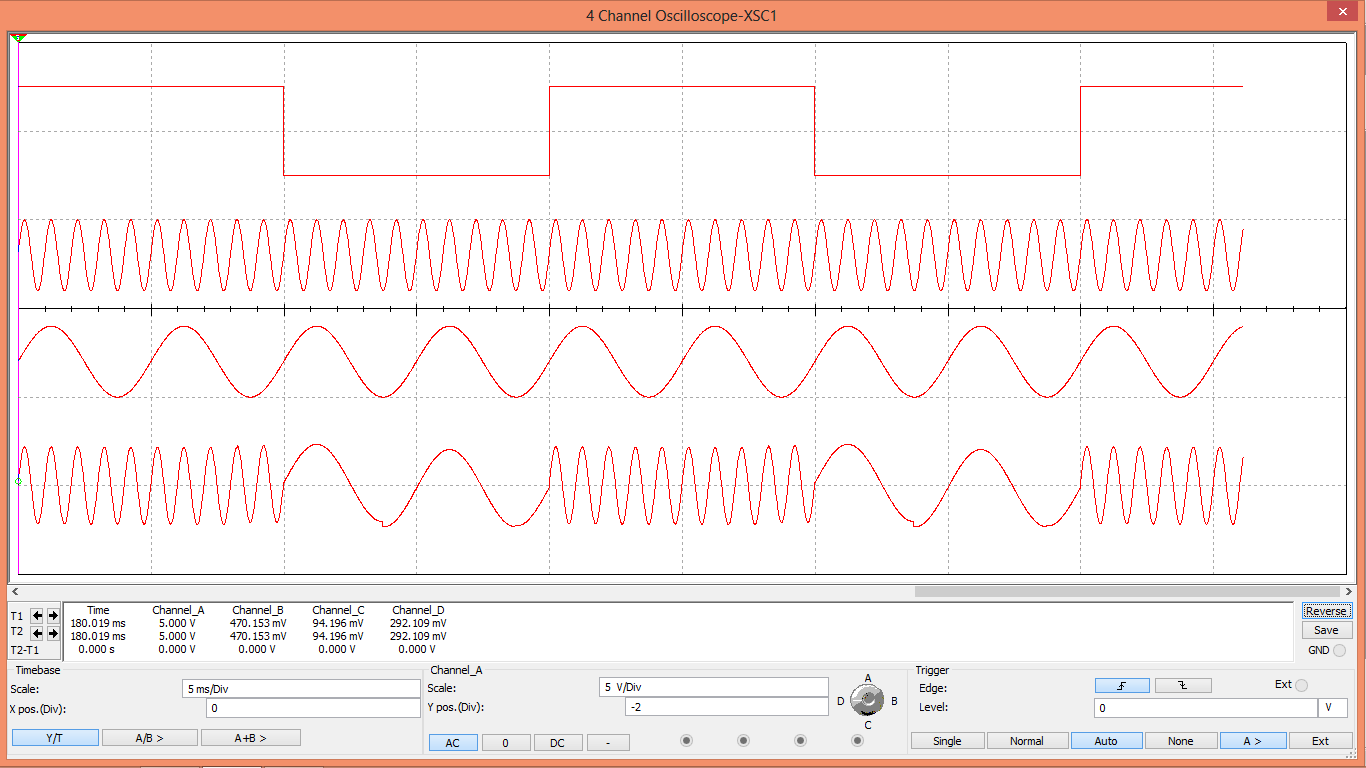 4 Channel Oscilloscope-XSC1
Time Channel_A Channel_B Channel_C Channel_D
T1 180.019 ms 5.000 V 470.153 mV 94.196 mV 292.109 mV
T2 180.019 ms 5.000 V 470.153 mV 94.196 mV 292.109 mV
T2-T1 0.000 s 0.000 V 0.000 V 0.000 V 0.000 V
Reverse
Save
GND
Timebase
Scale: 5 ms/Div
X pos.(Div): 0
Y/T A/B > A+B >
Channel_A
Scale: 5 V/Div
Y pos.(Div): -2
AC 0 DC -
A
D B
C
Trigger
Edge: Ext
Level: 0 V
Single Normal Auto None A > Ext